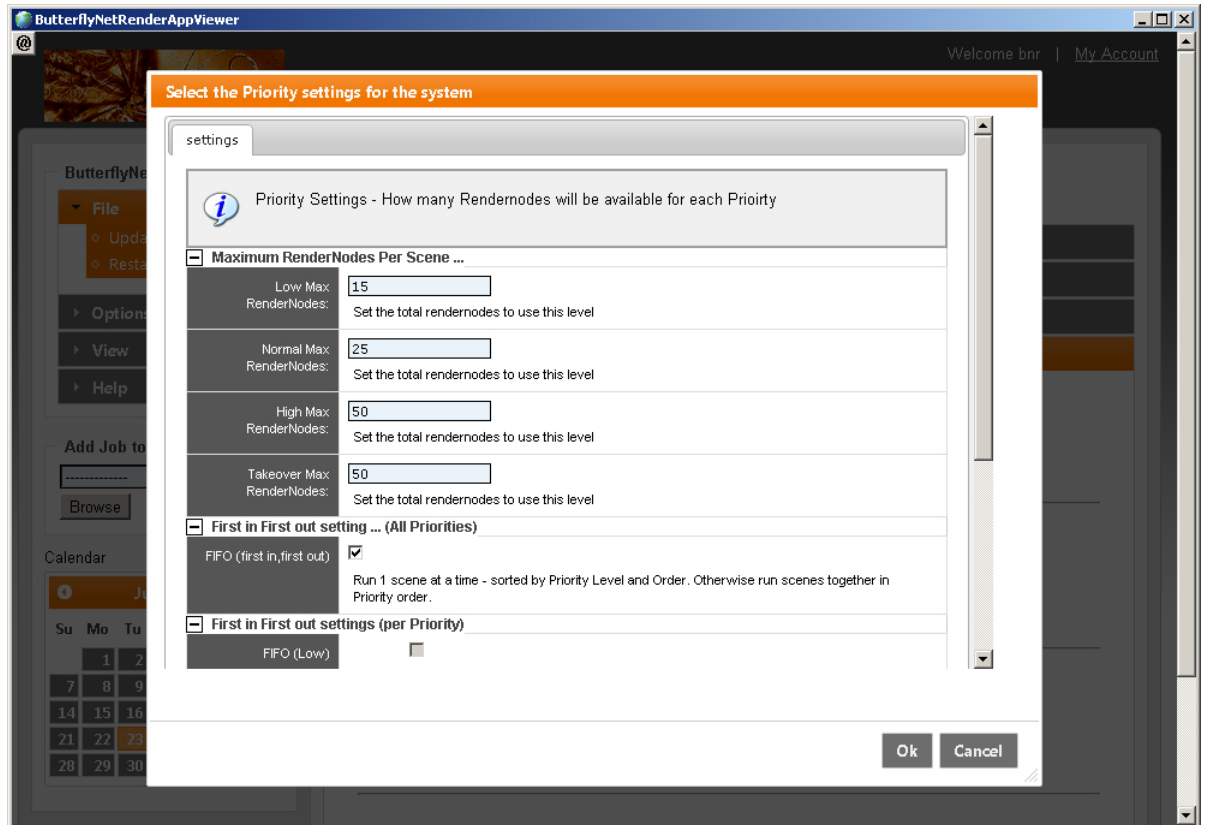 ButterflyNetRenderAppViewer
@
Welcome bnr | My Account
Select the Priority settings for the system
settings
Priority Settings - How many Rendernodes will be available for each Prioirty
Maximum RenderNodes Per Scene ...
Low Max
RenderNodes:
15
Set the total rendernodes to use this level
Normal Max
RenderNodes:
25
Set the total rendernodes to use this level
High Max
RenderNodes:
50
Set the total rendernodes to use this level
Takeover Max
RenderNodes:
50
Set the total rendernodes to use this level
First in First out setting ... (All Priorities)
FIFO (first in,first out)
Run 1 scene at a time - sorted by Priority Level and Order. Otherwise run scenes together in
Priority order.
First in First out settings (per Priority)
FIFO (Low)
Ok Cancel
ButterflyNe
File
Upda
Resta
Options
View
Help
Add Job to
-------------
Browse
Calendar
Ju
Su Mo Tu
1 2
7 8 9
14 15 16
21 22 23
28 29 30